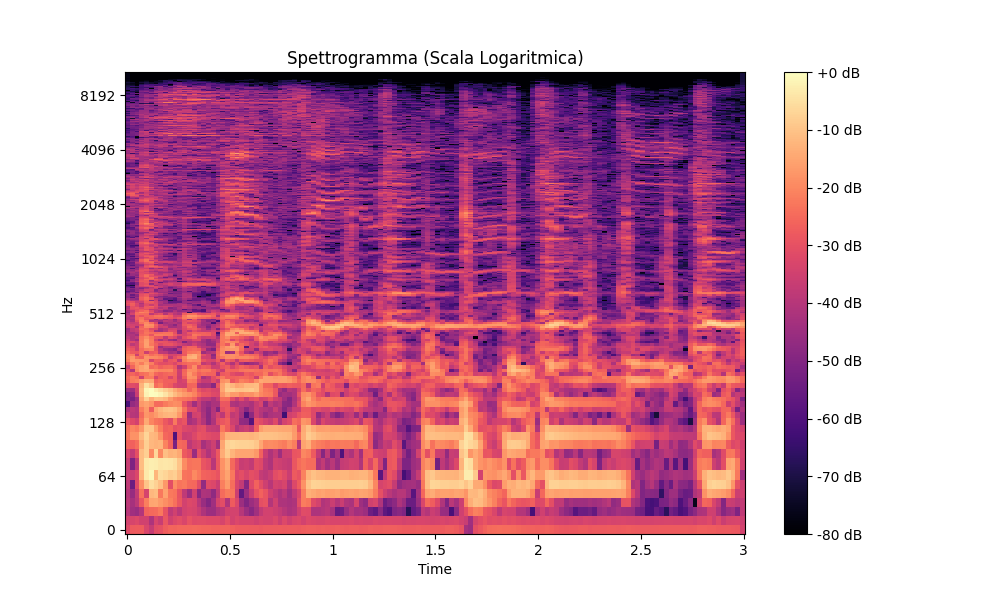 Spettrogramma (Scala Logaritmica)
Hz
8192
4096
2048
1024
512
256
128
64
0
0
0.5
1
1.5
2
2.5
3
Time
+0 dB
-10 dB
-20 dB
-30 dB
-40 dB
-50 dB
-60 dB
-70 dB
-80 dB